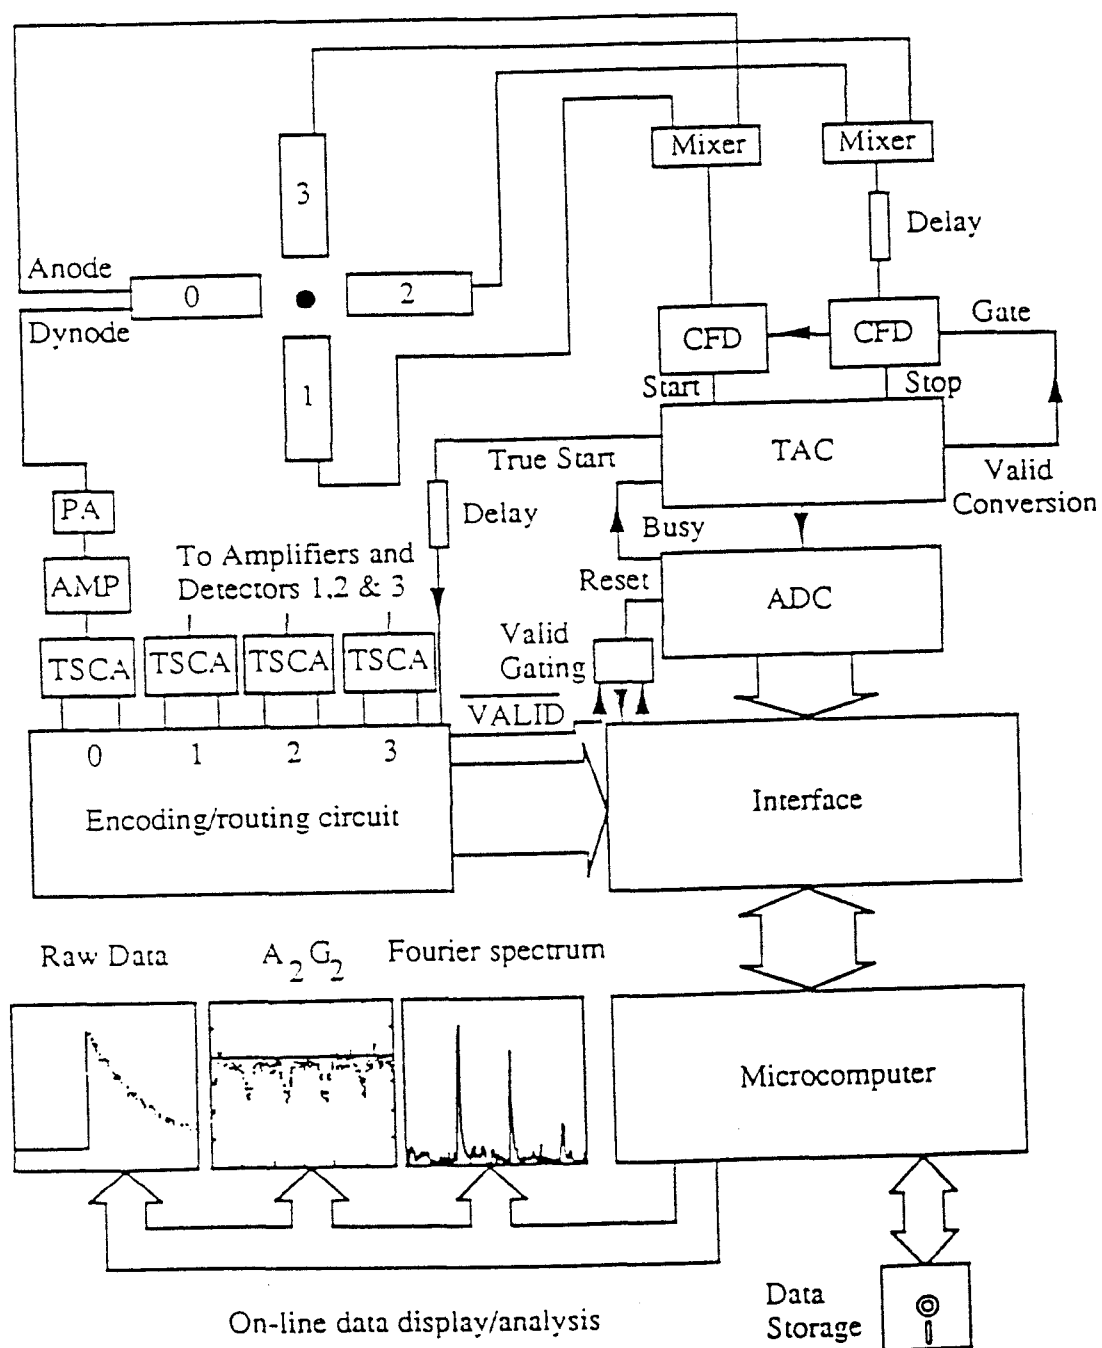 Mixer
Mixer
3
Delay
Anode
0
2
Gate
Dynode
CFD
CFD
1
Start
Stop
TAC
True Start
Valid
Conversion
PA
Delay
Busy
To Amplifiers and
Detectors 1,2 & 3
AMP
Reset
ADC
Valid
Gating
TSCA
TSCA
TSCA
TSCA
VALID
0
1
2
3
Encoding/routing circuit
Interface
Raw Data
A2G2
Fourier spectrum
Microcomputer
On-line data display/analysis
Data
Storage